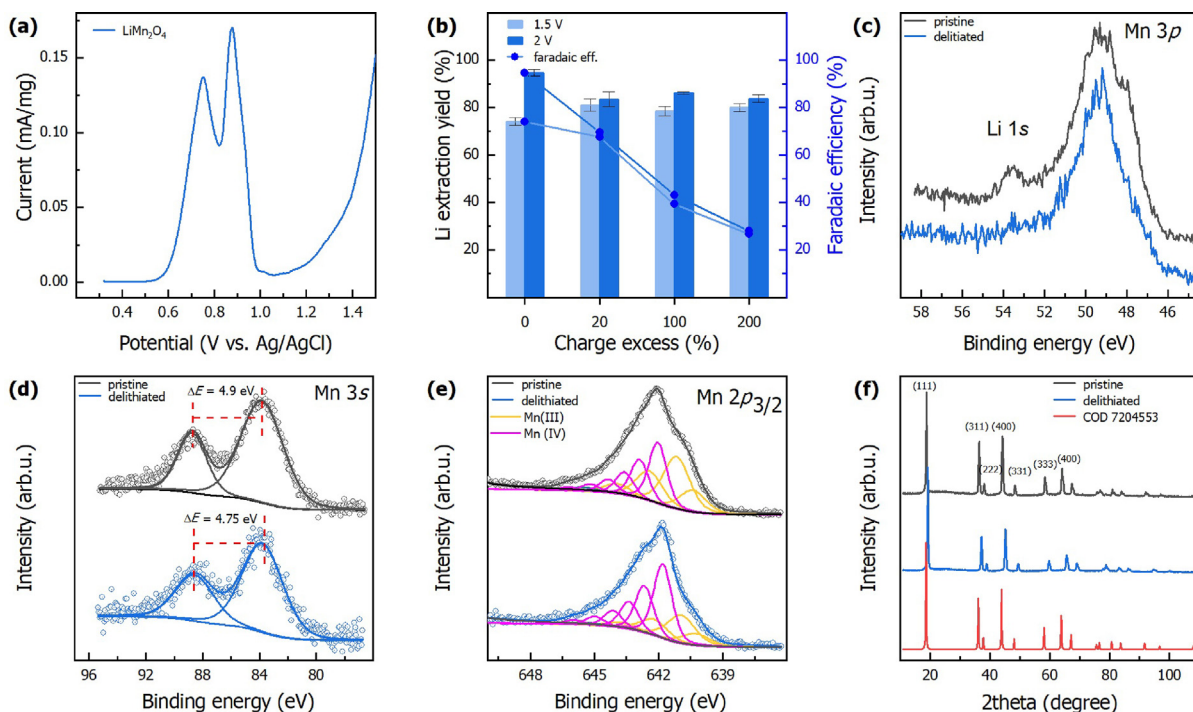 (a)
LiMn₂O₄
Current (mA/mg)
0.15
0.10
0.05
0.00
0.4 0.6 0.8 1.0 1.2 1.4
Potential (V vs. Ag/AgCl)
(b)
1.5 V
2 V
faradaic eff.
Li extraction yield (%)
100
80
60
40
20
0 20 100 200
Charge excess (%)
Faradaic efficiency (%)
100
80
60
40
20
(c)
pristine
delitiated
Mn 3p
Li 1s
Intensity (arb.u.)
58 56 54 52 50 48 46
Binding energy (eV)
(d)
pristine
delithiated
Mn 3s
ΔE = 4.9 eV
ΔE = 4.75 eV
Intensity (arb.u.)
96 92 88 84 80
Binding energy (eV)
(e)
pristine
delithiated
Mn(III)
Mn (IV)
Mn 2p3/2
Intensity (arb.u.)
648 645 642 639
Binding energy (eV)
(f)
pristine
delithiated
COD 7204553
(111)
(311) (400)
(222)
(331)
(333)
(400)
Intensity (arb.u.)
20 40 60 80 100
2theta (degree)